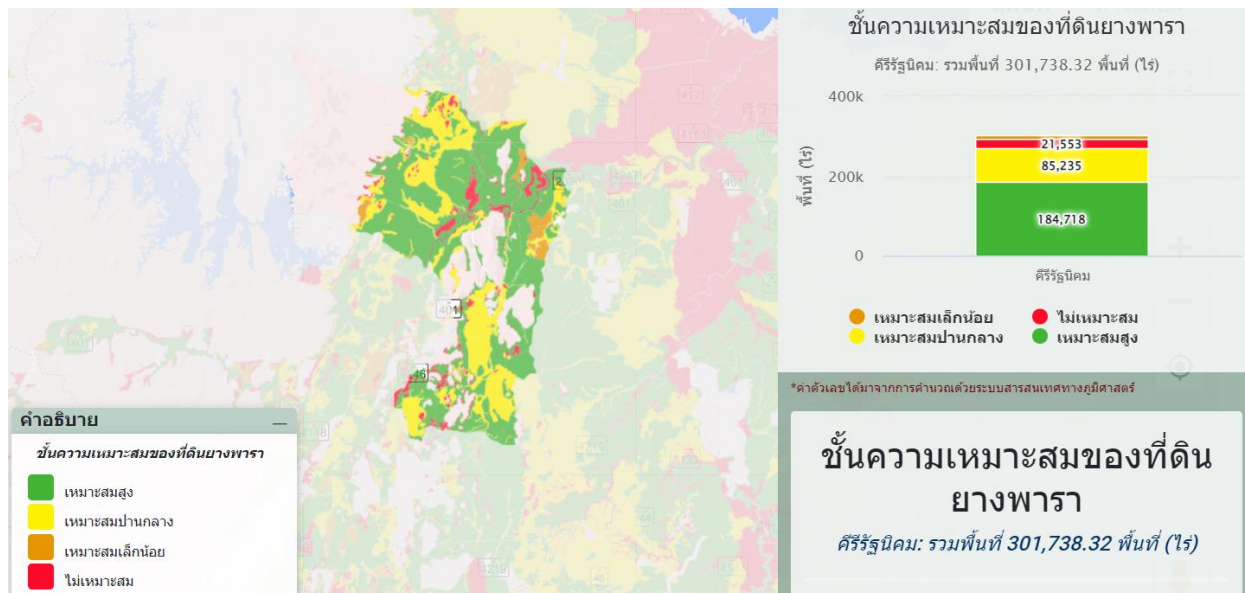 401
4118
46
401
2
4153
4247
401
417
4219
คำอธิบาย
ชั้นความเหมาะสมของที่ดินยางพารา
เหมาะสมสูง
เหมาะสมปานกลาง
เหมาะสมเล็กน้อย
ไม่เหมาะสม
ชั้นความเหมาะสมของที่ดินยางพารา
คีรีรัฐนิคม: รวมพื้นที่ 301,738.32 พื้นที่ (ไร่)
400k
200k
0
พื้นที่ (ไร่)
21,553
85,235
184,718
คีรีรัฐนิคม
เหมาะสมเล็กน้อย
ไม่เหมาะสม
เหมาะสมปานกลาง
เหมาะสมสูง
*ค่าตัวเลขได้มาจากการคำนวณด้วยระบบสารสนเทศทางภูมิศาสตร์
ชั้นความเหมาะสมของที่ดิน
ยางพารา
คีรีรัฐนิคม: รวมพื้นที่ 301,738.32 พื้นที่ (ไร่)